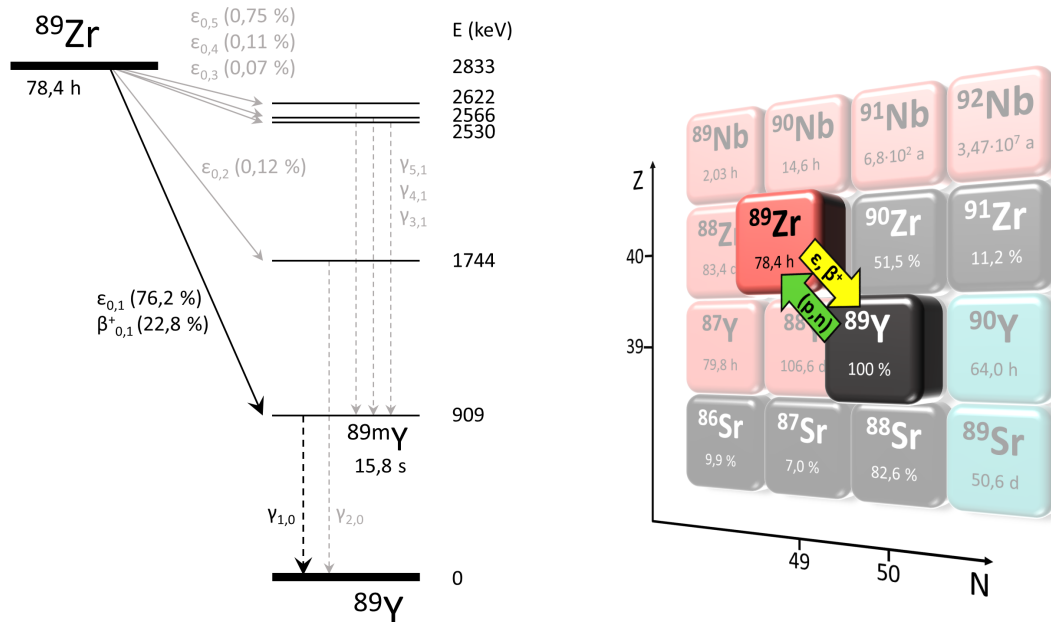 ⁸⁹Zr
78,4 h
ε₀,₅ (0,75 %)
ε₀,₄ (0,11 %)
ε₀,₃ (0,07 %)
E (keV)
2833
2622
2566
2530
ε₀,₂ (0,12 %)
γ₅,₁
γ₄,₁
γ₃,₁
1744
ε₀,₁ (76,2 %)
β⁺₀,₁ (22,8 %)
909
⁸⁹ᵐY
15,8 s
γ₁,₀
γ₂,₀
0
⁸⁹Y
Z
40
39
49
50
N
⁸⁹Nb
2,03 h
⁹⁰Nb
14,6 h
⁹¹Nb
6,8·10² a
⁹²Nb
3,47·10⁷ a
⁸⁸Zr
83,4 d
⁸⁹Zr
78,4 h
⁹⁰Zr
51,5 %
⁹¹Zr
11,2 %
ε, β⁺
(p,n)
⁸⁷Y
79,8 h
⁸⁸Y
106,6 d
⁸⁹Y
100 %
⁹⁰Y
64,0 h
⁸⁶Sr
9,9 %
⁸⁷Sr
7,0 %
⁸⁸Sr
82,6 %
⁸⁹Sr
50,6 d